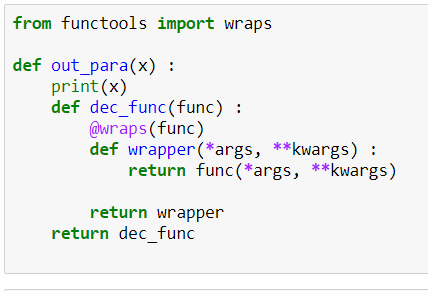 from functools import wraps

def out_para(x) :
    print(x)
    def dec_func(func) :
        @wraps(func)
        def wrapper(*args, **kwargs) :
            return func(*args, **kwargs)

        return wrapper
    return dec_func